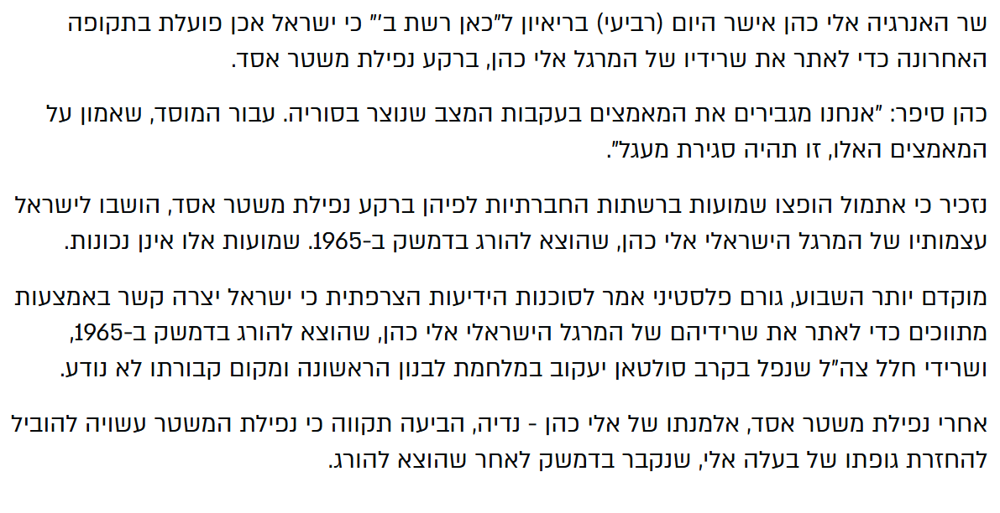 שר האנרגיה אלי כהן אישר היום (רביעי) בריאיון ל"כאן רשת ב'" כי ישראל אכן פועלת בתקופה
האחרונה כדי לאתר את שרידיו של המרגל אלי כהן, ברקע נפילת משטר אסד.
כהן סיפר: "אנחנו מגבירים את המאמצים בעקבות המצב שנוצר בסוריה. עבור המוסד, שאמון על
המאמצים האלו, זו תהיה סגירת מעגל".
נזכיר כי אתמול הופצו שמועות ברשתות החברתיות לפיהן ברקע נפילת משטר אסד, הושבו לישראל
עצמותיו של המרגל הישראלי אלי כהן, שהוצא להורג בדמשק ב-1965. שמועות אלו אינן נכונות.
מוקדם יותר השבוע, גורם פלסטיני אמר לסוכנות הידיעות הצרפתית כי ישראל יצרה קשר באמצעות
מתווכים כדי לאתר את שרידיהם של המרגל הישראלי אלי כהן, שהוצא להורג בדמשק ב-1965,
ושרידי חלל צה"ל שנפל בקרב סולטאן יעקוב במלחמת לבנון הראשונה ומקום קבורתו לא נודע.
אחרי נפילת משטר אסד, אלמנתו של אלי כהן - נדיה, הביעה תקווה כי נפילת המשטר עשויה להוביל
להחזרת גופתו של בעלה אלי, שנקבר בדמשק לאחר שהוצא להורג.